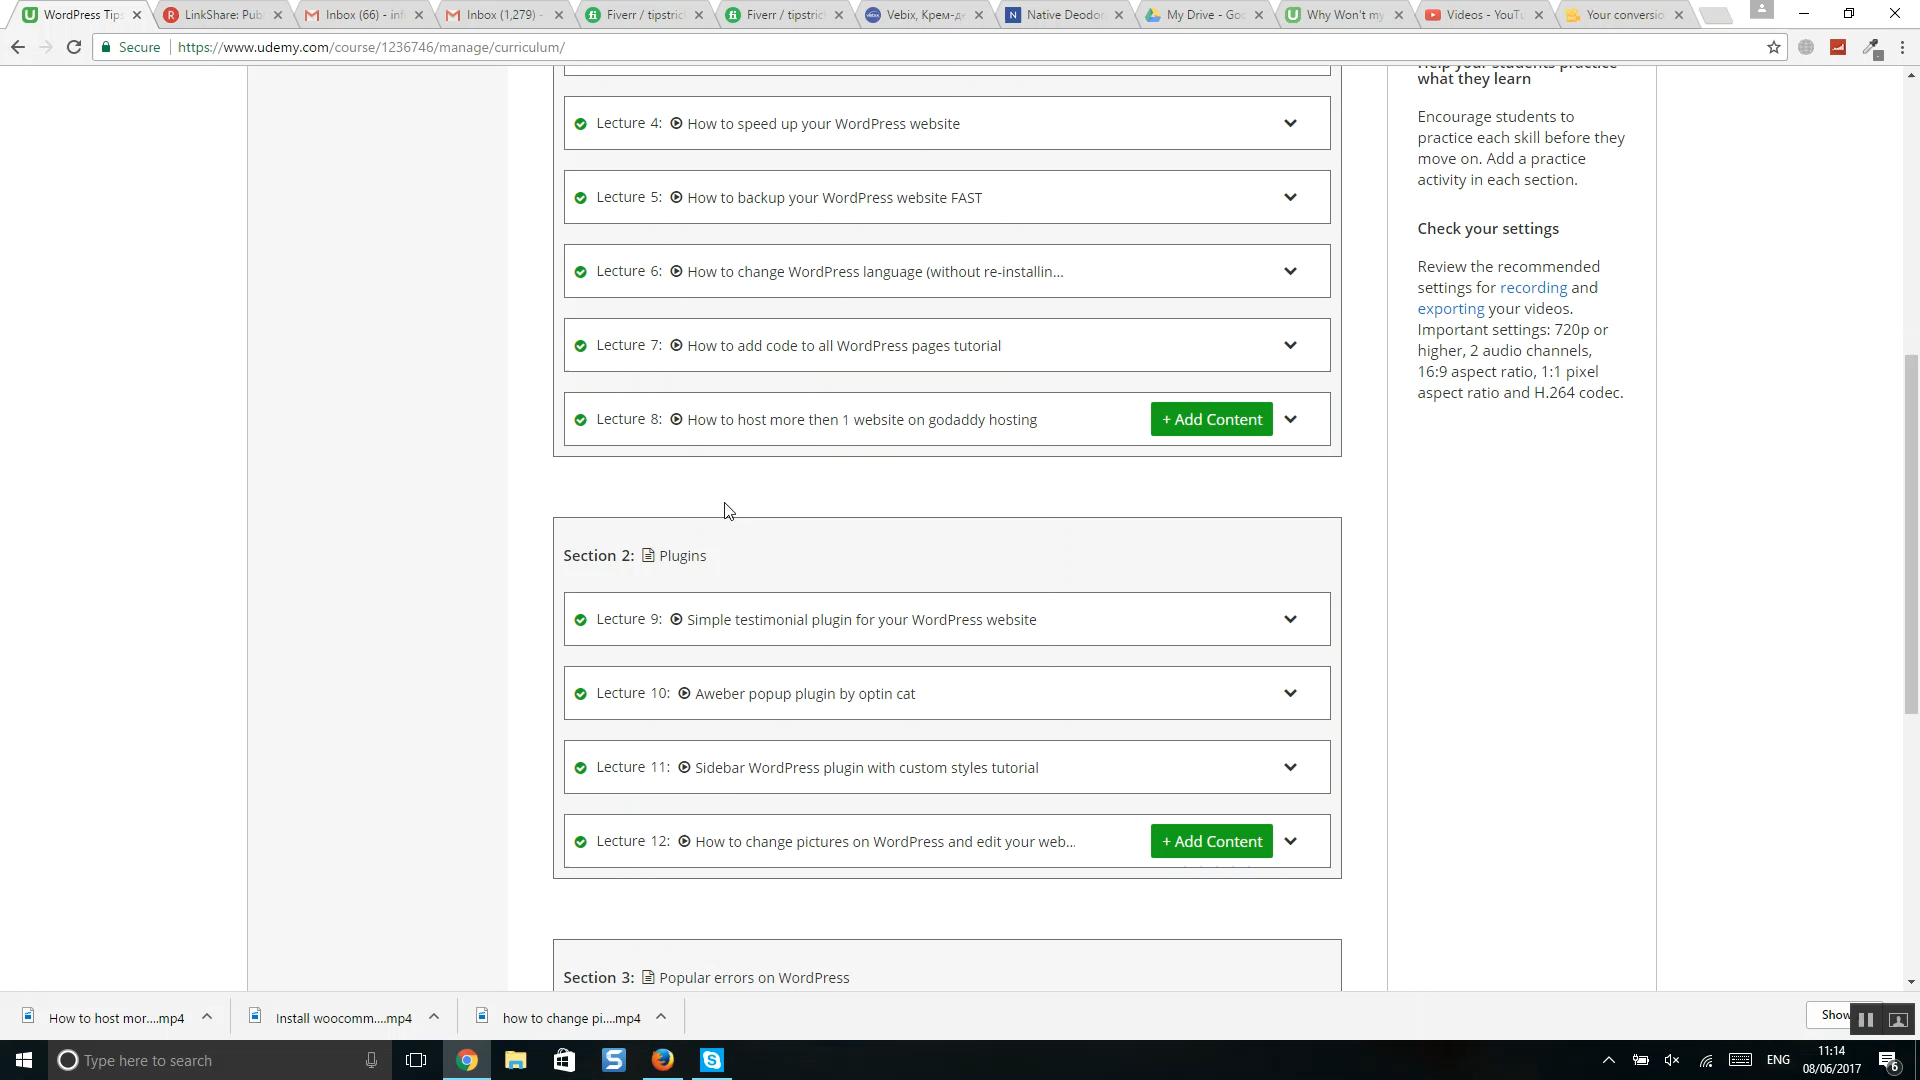 WordPress Tips
LinkShare: Pub
Inbox (66) - inf
Inbox (1,279) -
Fiverr / tipstric
Fiverr / tipstric
Vebix, Крем-д
Native Deodor
My Drive - Goo
Why Won't my
Videos - YouTu
Your conversio
Secure
https://www.udemy.com/course/1236746/manage/curriculum/
Lecture 4: How to speed up your WordPress website
Lecture 5: How to backup your WordPress website FAST
Lecture 6: How to change WordPress language (without re-installin...
Lecture 7: How to add code to all WordPress pages tutorial
Lecture 8: How to host more then 1 website on godaddy hosting
+ Add Content
Section 2: Plugins
Lecture 9: Simple testimonial plugin for your WordPress website
Lecture 10: Aweber popup plugin by optin cat
Lecture 11: Sidebar WordPress plugin with custom styles tutorial
Lecture 12: How to change pictures on WordPress and edit your web...
+ Add Content
Section 3: Popular errors on WordPress
Help your students practice
what they learn
Encourage students to
practice each skill before they
move on. Add a practice
activity in each section.
Check your settings
Review the recommended
settings for recording and
exporting your videos.
Important settings: 720p or
higher, 2 audio channels,
16:9 aspect ratio, 1:1 pixel
aspect ratio and H.264 codec.
How to host mor....mp4
Install woocomm....mp4
how to change pi....mp4
Show
Type here to search
ENG
11:14
08/06/2017
6